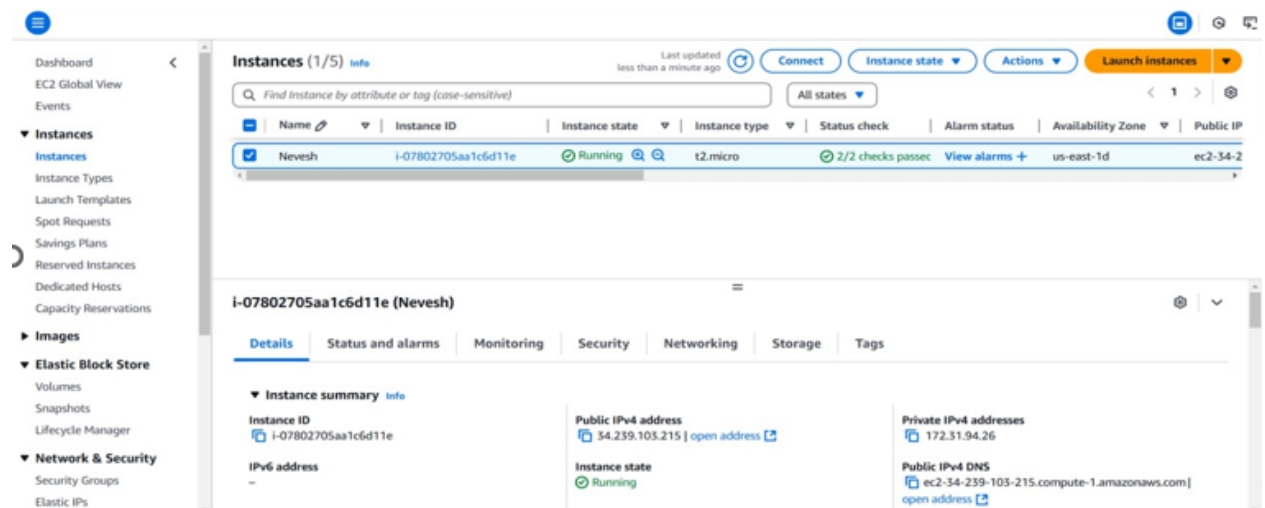 Instances (1/5) Info
Last updated
less than a minute ago
Connect
Instance state
Actions
Launch instances
Find Instance by attribute or tag (case-sensitive)
All states
1
Name
Instance ID
Instance state
Instance type
Status check
Alarm status
Availability Zone
Public IP
Nevesh
i-07802705aa1c6d11e
Running
t2.micro
2/2 checks passec
View alarms +
us-east-1d
ec2-34-2
Dashboard
EC2 Global View
Events
Instances
Instances
Instance Types
Launch Templates
Spot Requests
Savings Plans
Reserved Instances
Dedicated Hosts
Capacity Reservations
Images
Elastic Block Store
Volumes
Snapshots
Lifecycle Manager
Network & Security
Security Groups
Elastic IPs
i-07802705aa1c6d11e (Nevesh)
Details
Status and alarms
Monitoring
Security
Networking
Storage
Tags
Instance summary Info
Instance ID
i-07802705aa1c6d11e
Public IPv4 address
34.239.103.215 | open address
Private IPv4 addresses
172.31.94.26
IPv6 address
–
Instance state
Running
Public IPv4 DNS
ec2-34-239-103-215.compute-1.amazonaws.com |
open address